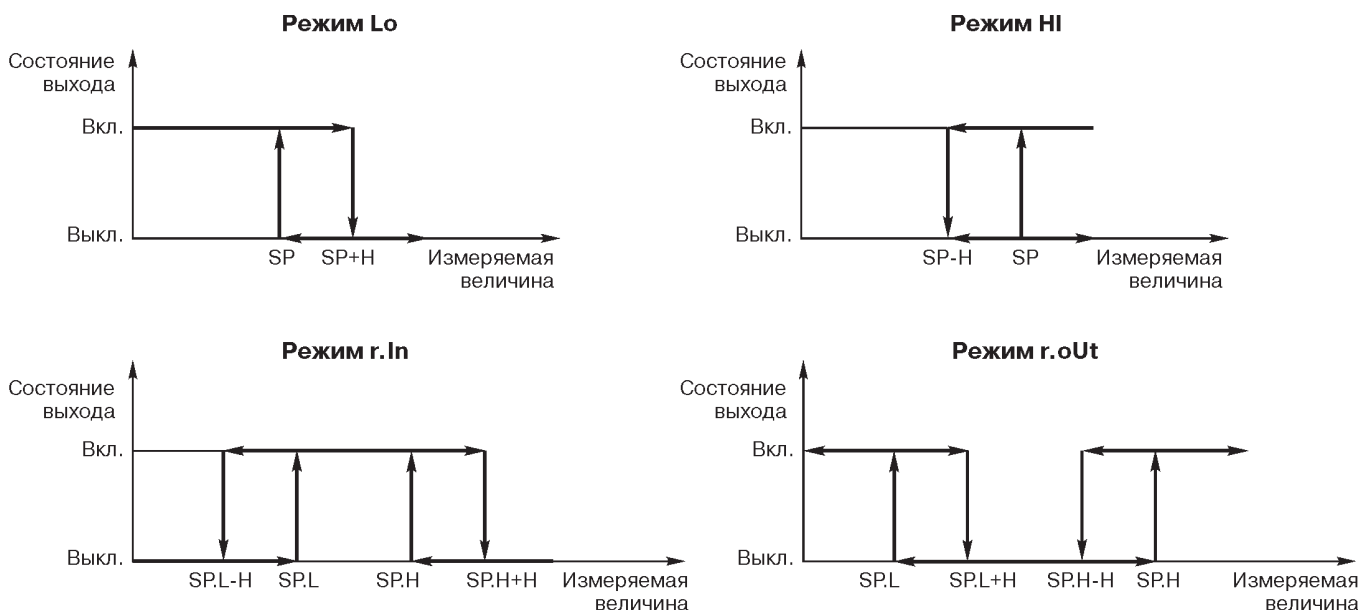 Режим Lo
Состояние
выхода
Вкл.
Выкл.
SP
SP+H
Измеряемая
величина
Режим HI
Состояние
выхода
Вкл.
Выкл.
SP-H
SP
Измеряемая
величина
Режим r.In
Состояние
выхода
Вкл.
Выкл.
SP.L-H
SP.L
SP.H
SP.H+H
Измеряемая
величина
Режим r.oUt
Состояние
выхода
Вкл.
Выкл.
SP.L
SP.L+H
SP.H-H
SP.H
Измеряемая
величина